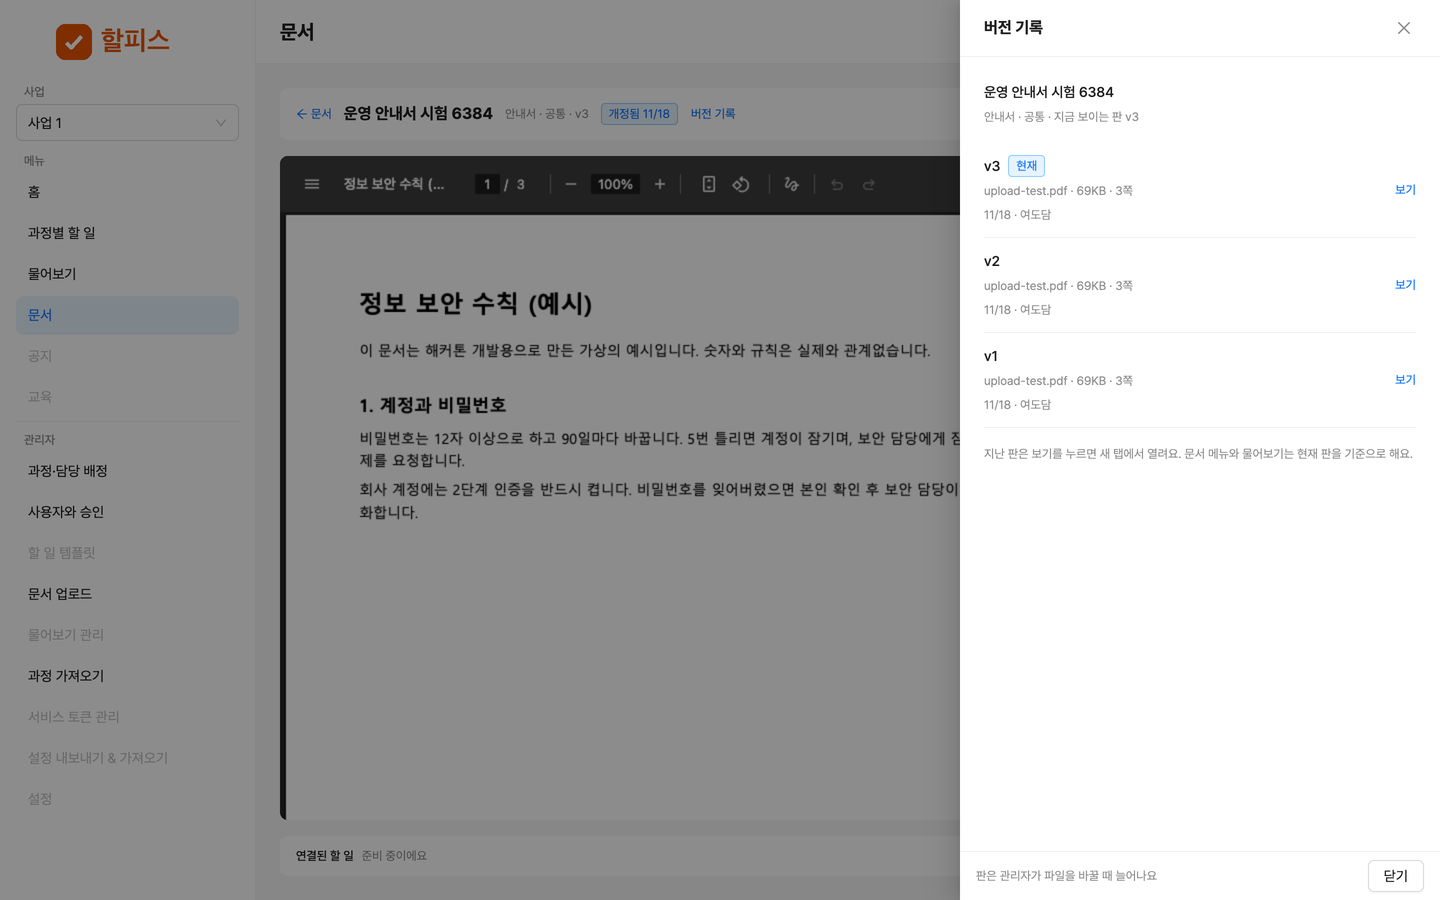 할피스
사업
사업 1
메뉴
홈
과정별 할 일
물어보기
문서
공지
교육
관리자
과정·담당 배정
사용자와 승인
할 일 템플릿
문서 업로드
물어보기 관리
과정 가져오기
서비스 토큰 관리
설정 내보내기 & 가져오기
설정
문서
← 문서 운영 안내서 시험 6384 안내서 · 공통 · v3 개정됨 11/18 버전 기록
정보 보안 수칙 (... 1 / 3 100%
정보 보안 수칙 (예시)
이 문서는 해커톤 개발용으로 만든 가상의 예시입니다. 숫자와 규칙은 실제와 관계없습니다.
1. 계정과 비밀번호
비밀번호는 12자 이상으로 하고 90일마다 바꿉니다. 5번 틀리면 계정이 잠기며, 보안 담당에게 잠
제를 요청합니다.
회사 계정에는 2단계 인증을 반드시 켭니다. 비밀번호를 잊어버렸으면 본인 확인 후 보안 담당이
화합니다.
연결된 할 일 준비 중이에요
버전 기록
운영 안내서 시험 6384
안내서 · 공통 · 지금 보이는 판 v3
v3 현재
upload-test.pdf · 69KB · 3쪽 보기
11/18 · 여도담
v2
upload-test.pdf · 69KB · 3쪽 보기
11/18 · 여도담
v1
upload-test.pdf · 69KB · 3쪽 보기
11/18 · 여도담
지난 판은 보기를 누르면 새 탭에서 열려요. 문서 메뉴와 물어보기는 현재 판을 기준으로 해요.
판은 관리자가 파일을 바꿀 때 늘어나요 닫기